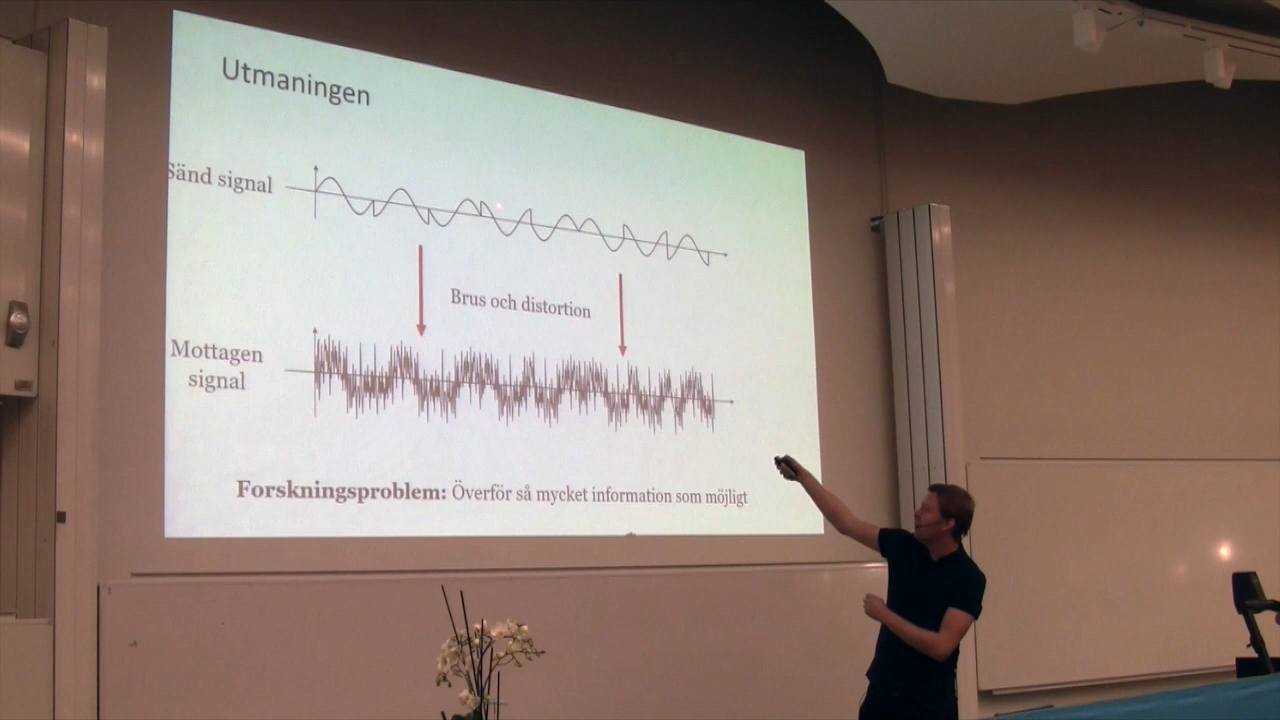 Utmaningen
Sänd signal
Brus och distortion
Mottagen
signal
Forskningsproblem: Överför så mycket information som möjligt